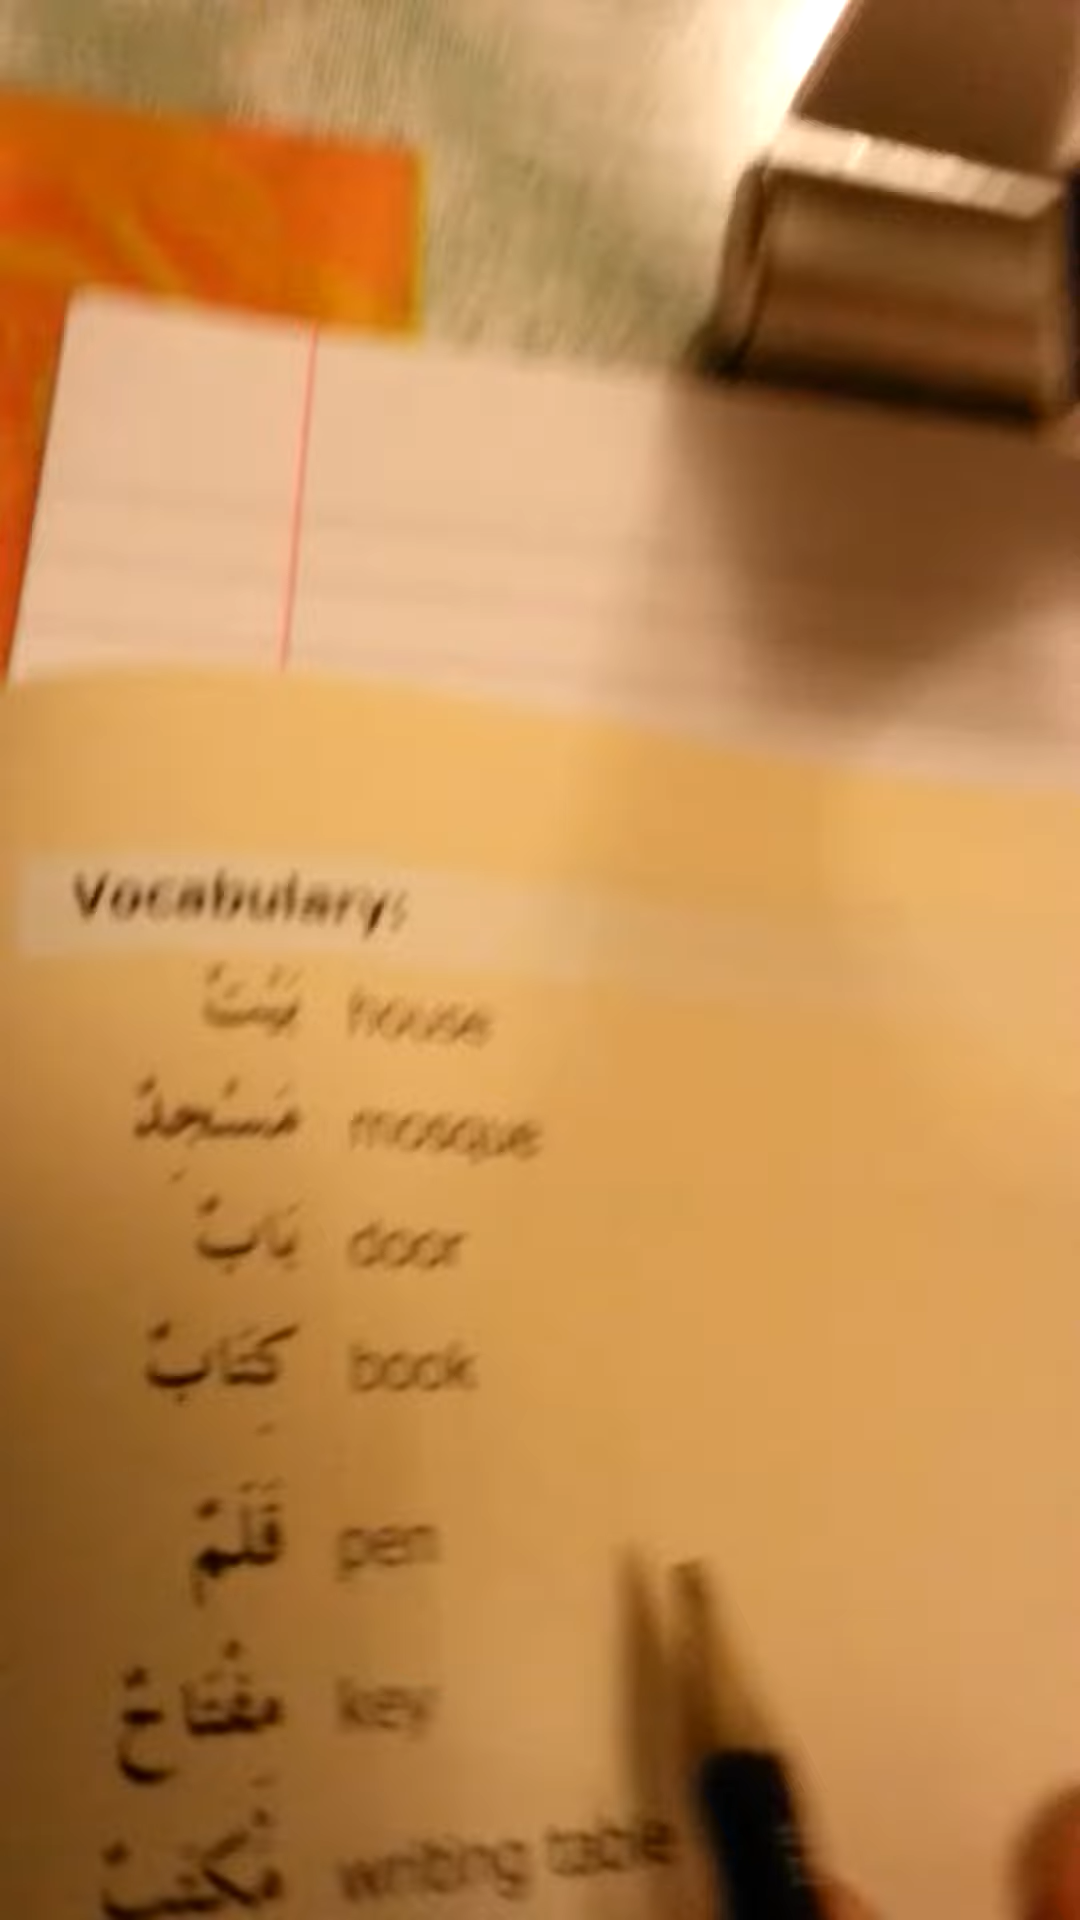 Vocabulary:
بَيْتٌ house
مَسْجِدٌ mosque
بَابٌ door
كِتَابٌ book
قَلَمٌ pen
مِفْتَاحٌ key
مَكْتَبٌ writing table